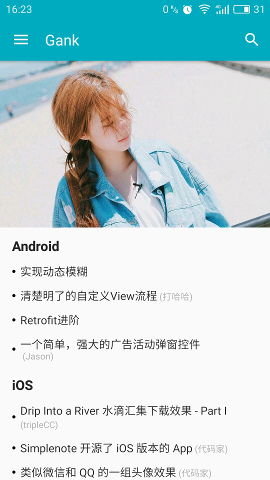 16:23
0% 31
Gank
Android
• 实现动态模糊
• 清楚明了的自定义View流程 (打哈哈)
• Retrofit进阶
• 一个简单，强大的广告活动弹窗控件
(Jason)
iOS
• Drip Into a River 水滴汇集下载效果 - Part I
(tripleCC)
• Simplenote 开源了 iOS 版本的 App (代码家)
• 类似微信和 QQ 的一组头像效果 (代码家)